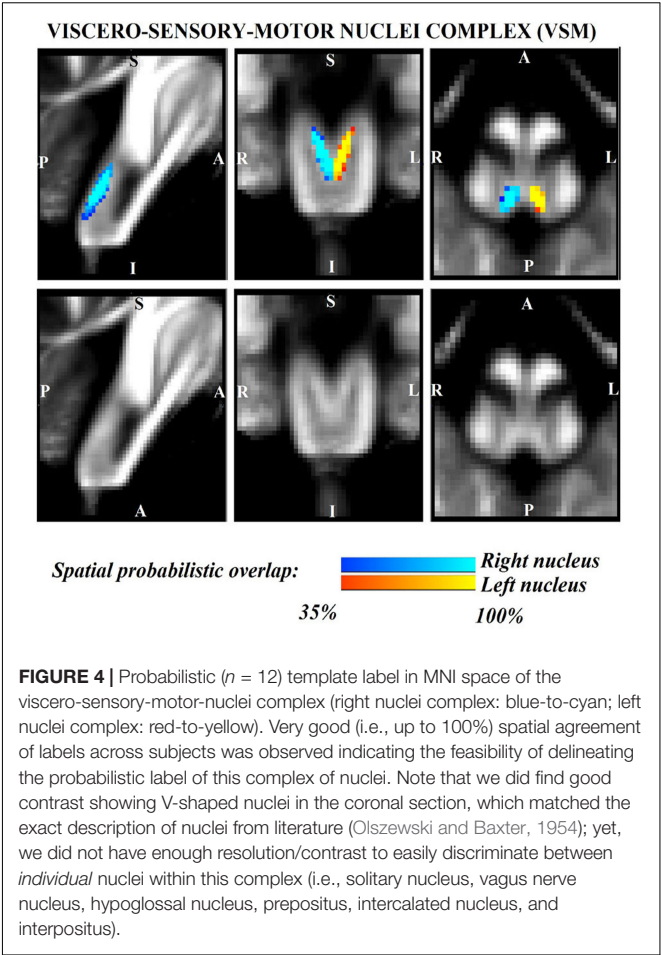 VISCERO-SENSORY-MOTOR NUCLEI COMPLEX (VSM)
S S A
P A R L R L
I I P
S S A
P A R L R L
A I P
Spatial probabilistic overlap: Right nucleus
Left nucleus
35% 100%
FIGURE 4 | Probabilistic (n = 12) template label in MNI space of the
viscero-sensory-motor-nuclei complex (right nuclei complex: blue-to-cyan; left
nuclei complex: red-to-yellow). Very good (i.e., up to 100%) spatial agreement
of labels across subjects was observed indicating the feasibility of delineating
the probabilistic label of this complex of nuclei. Note that we did find good
contrast showing V-shaped nuclei in the coronal section, which matched the
exact description of nuclei from literature (Olszewski and Baxter, 1954); yet,
we did not have enough resolution/contrast to easily discriminate between
individual nuclei within this complex (i.e., solitary nucleus, vagus nerve
nucleus, hypoglossal nucleus, prepositus, intercalated nucleus, and
interpositus).